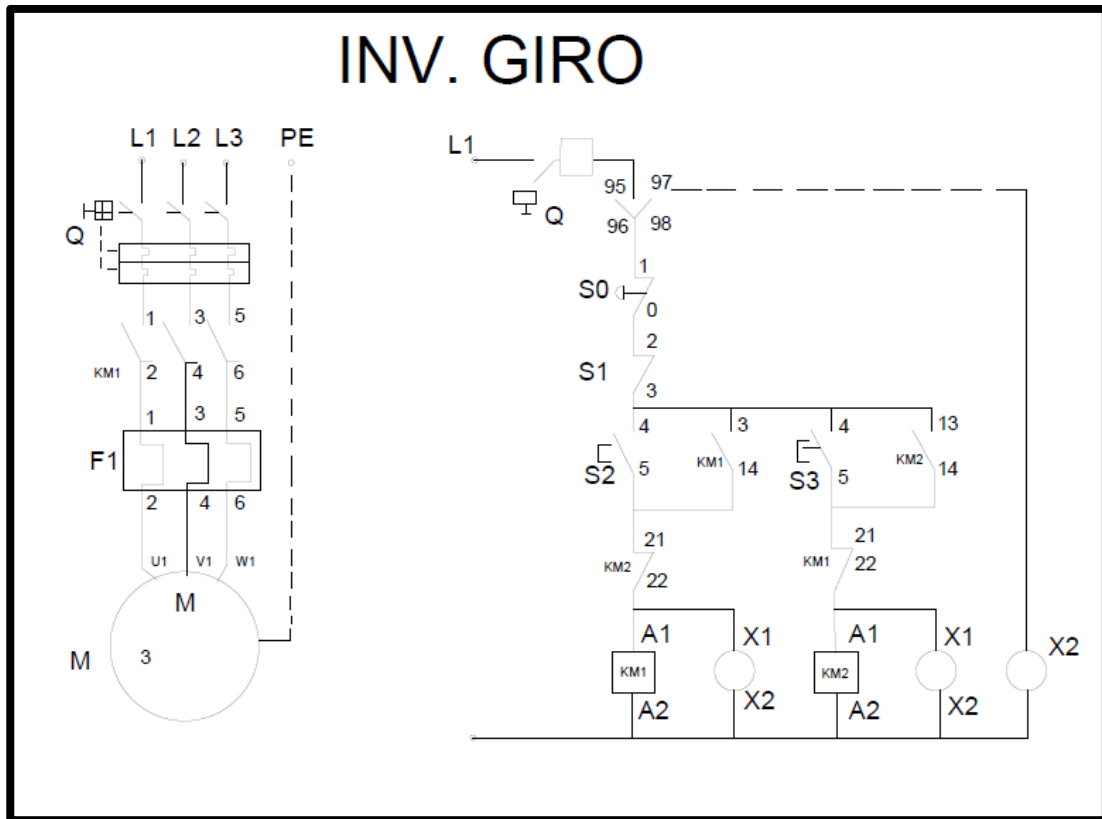 INV. GIRO
L1 L2 L3 PE
Q
1 3 5
KM1 2 4 6
1 3 5
F1
2 4 6
U1 V1 W1
M
M 3
L1
Q
95 97
96 98
1
S0
0
2
S1
3
4 3 4 13
S2 5 KM1 14 S3 5 KM2 14
21 21
KM2 22 KM1 22
A1 X1 A1 X1 X2
KM1 KM2
A2 X2 A2 X2